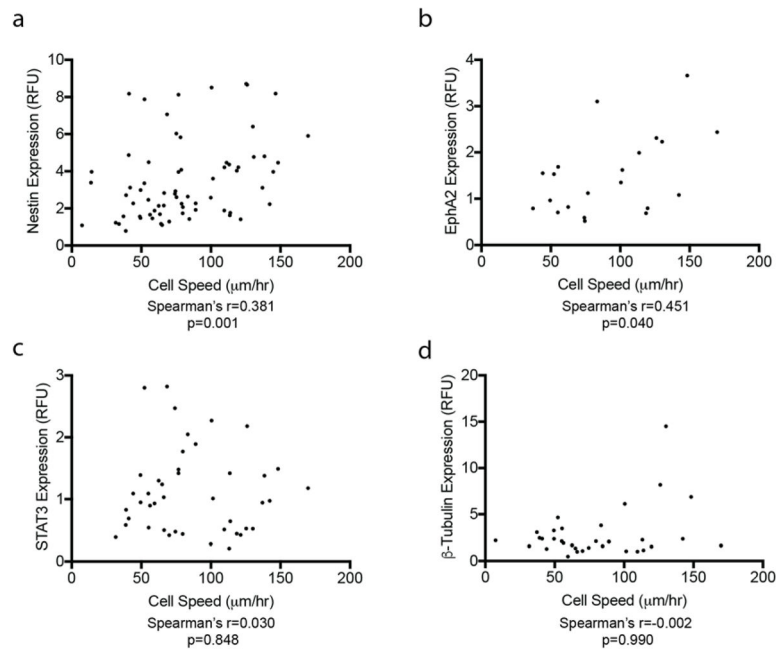 a
10
8
6
4
2
0
Nestin Expression (RFU)
0 50 100 150 200
Cell Speed (μm/hr)
Spearman's r=0.381
p=0.001
b
4
3
2
1
0
EphA2 Expression (RFU)
0 50 100 150 200
Cell Speed (μm/hr)
Spearman's r=0.451
p=0.040
c
3
2
1
0
STAT3 Expression (RFU)
0 50 100 150 200
Cell Speed (μm/hr)
Spearman's r=0.030
p=0.848
d
20
15
10
5
0
β-Tubulin Expression (RFU)
0 50 100 150 200
Cell Speed (μm/hr)
Spearman's r=-0.002
p=0.990